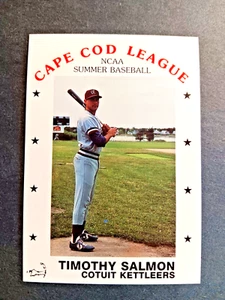 CAPE COD LEAGUE
NCAA
SUMMER BASEBALL
TIMOTHY SALMON
COTUIT KETTLEERS